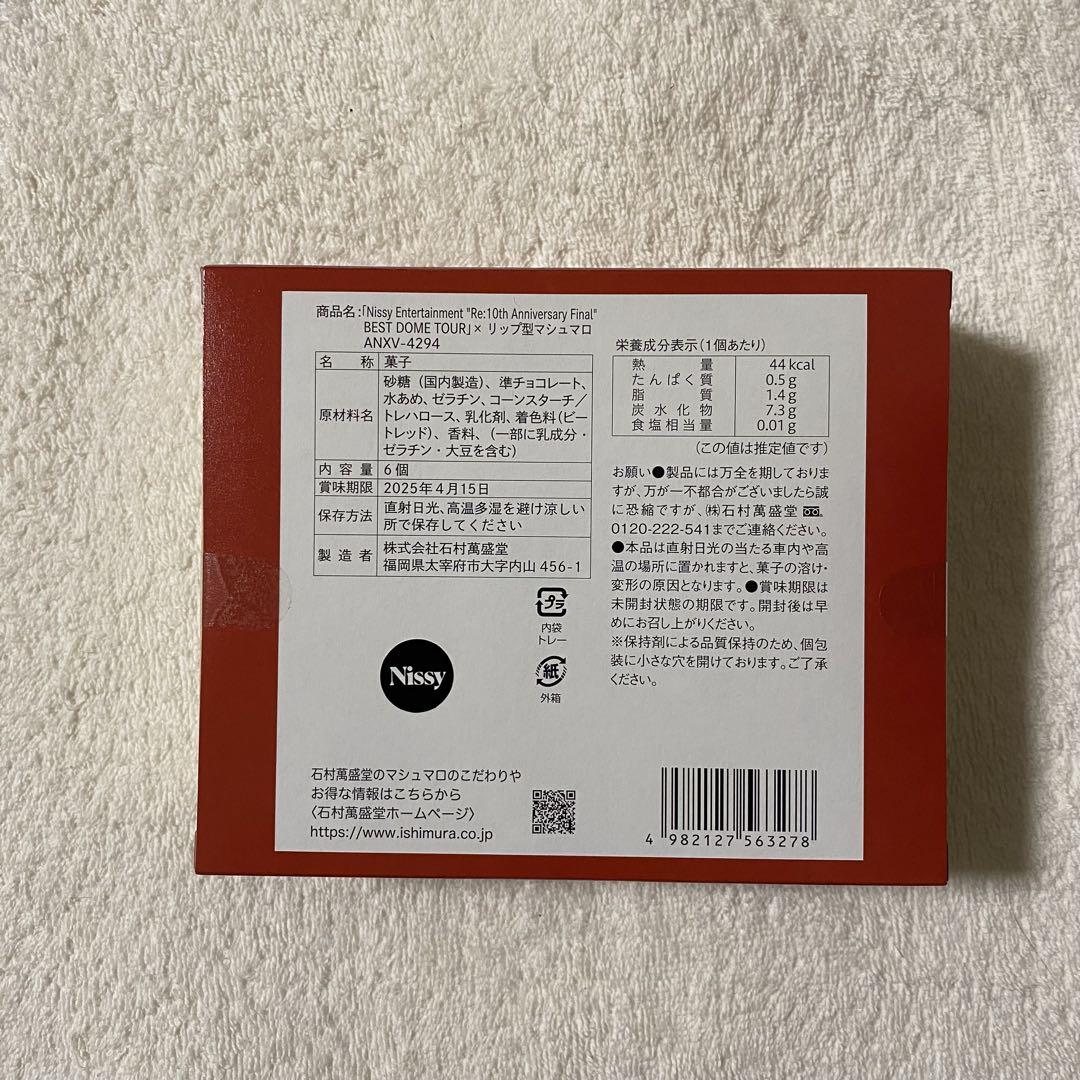 商品名:「Nissy Entertainment "Re:10th Anniversary Final"
BEST DOME TOUR」× リップ型マシュマロ
ANXV-4294
名 称 菓子
原材料名 砂糖（国内製造）、準チョコレート、
水あめ、ゼラチン、コーンスターチ／
トレハロース、乳化剤、着色料（ビー
トレッド）、香料、（一部に乳成分・
ゼラチン・大豆を含む）
内容量 6個
賞味期限 2025年4月15日
保存方法 直射日光、高温多湿を避け涼しい
所で保存してください
製造者 株式会社石村萬盛堂
福岡県太宰府市大字内山 456-1
プラ
内袋
トレー
紙
外箱
Nissy
石村萬盛堂のマシュマロのこだわりや
お得な情報はこちらから
〈石村萬盛堂ホームページ〉
https://www.ishimura.co.jp
栄養成分表示（1個あたり）
熱量 44kcal
たんぱく質 0.5g
脂質 1.4g
炭水化物 7.3g
食塩相当量 0.01g
（この値は推定値です）
お願い●製品には万全を期しておりま
すが、万が一不都合がございましたら誠
に恐縮ですが、㈱石村萬盛堂
0120-222-541までご連絡ください。
●本品は直射日光の当たる車内や高
温の場所に置かれますと、菓子の溶け・
変形の原因となります。●賞味期限は
未開封状態の期限です。開封後は早
めにお召し上がりください。
※保持剤による品質保持のため、個包
装に小さな穴を開けております。ご了承
ください。
4 982127 563278